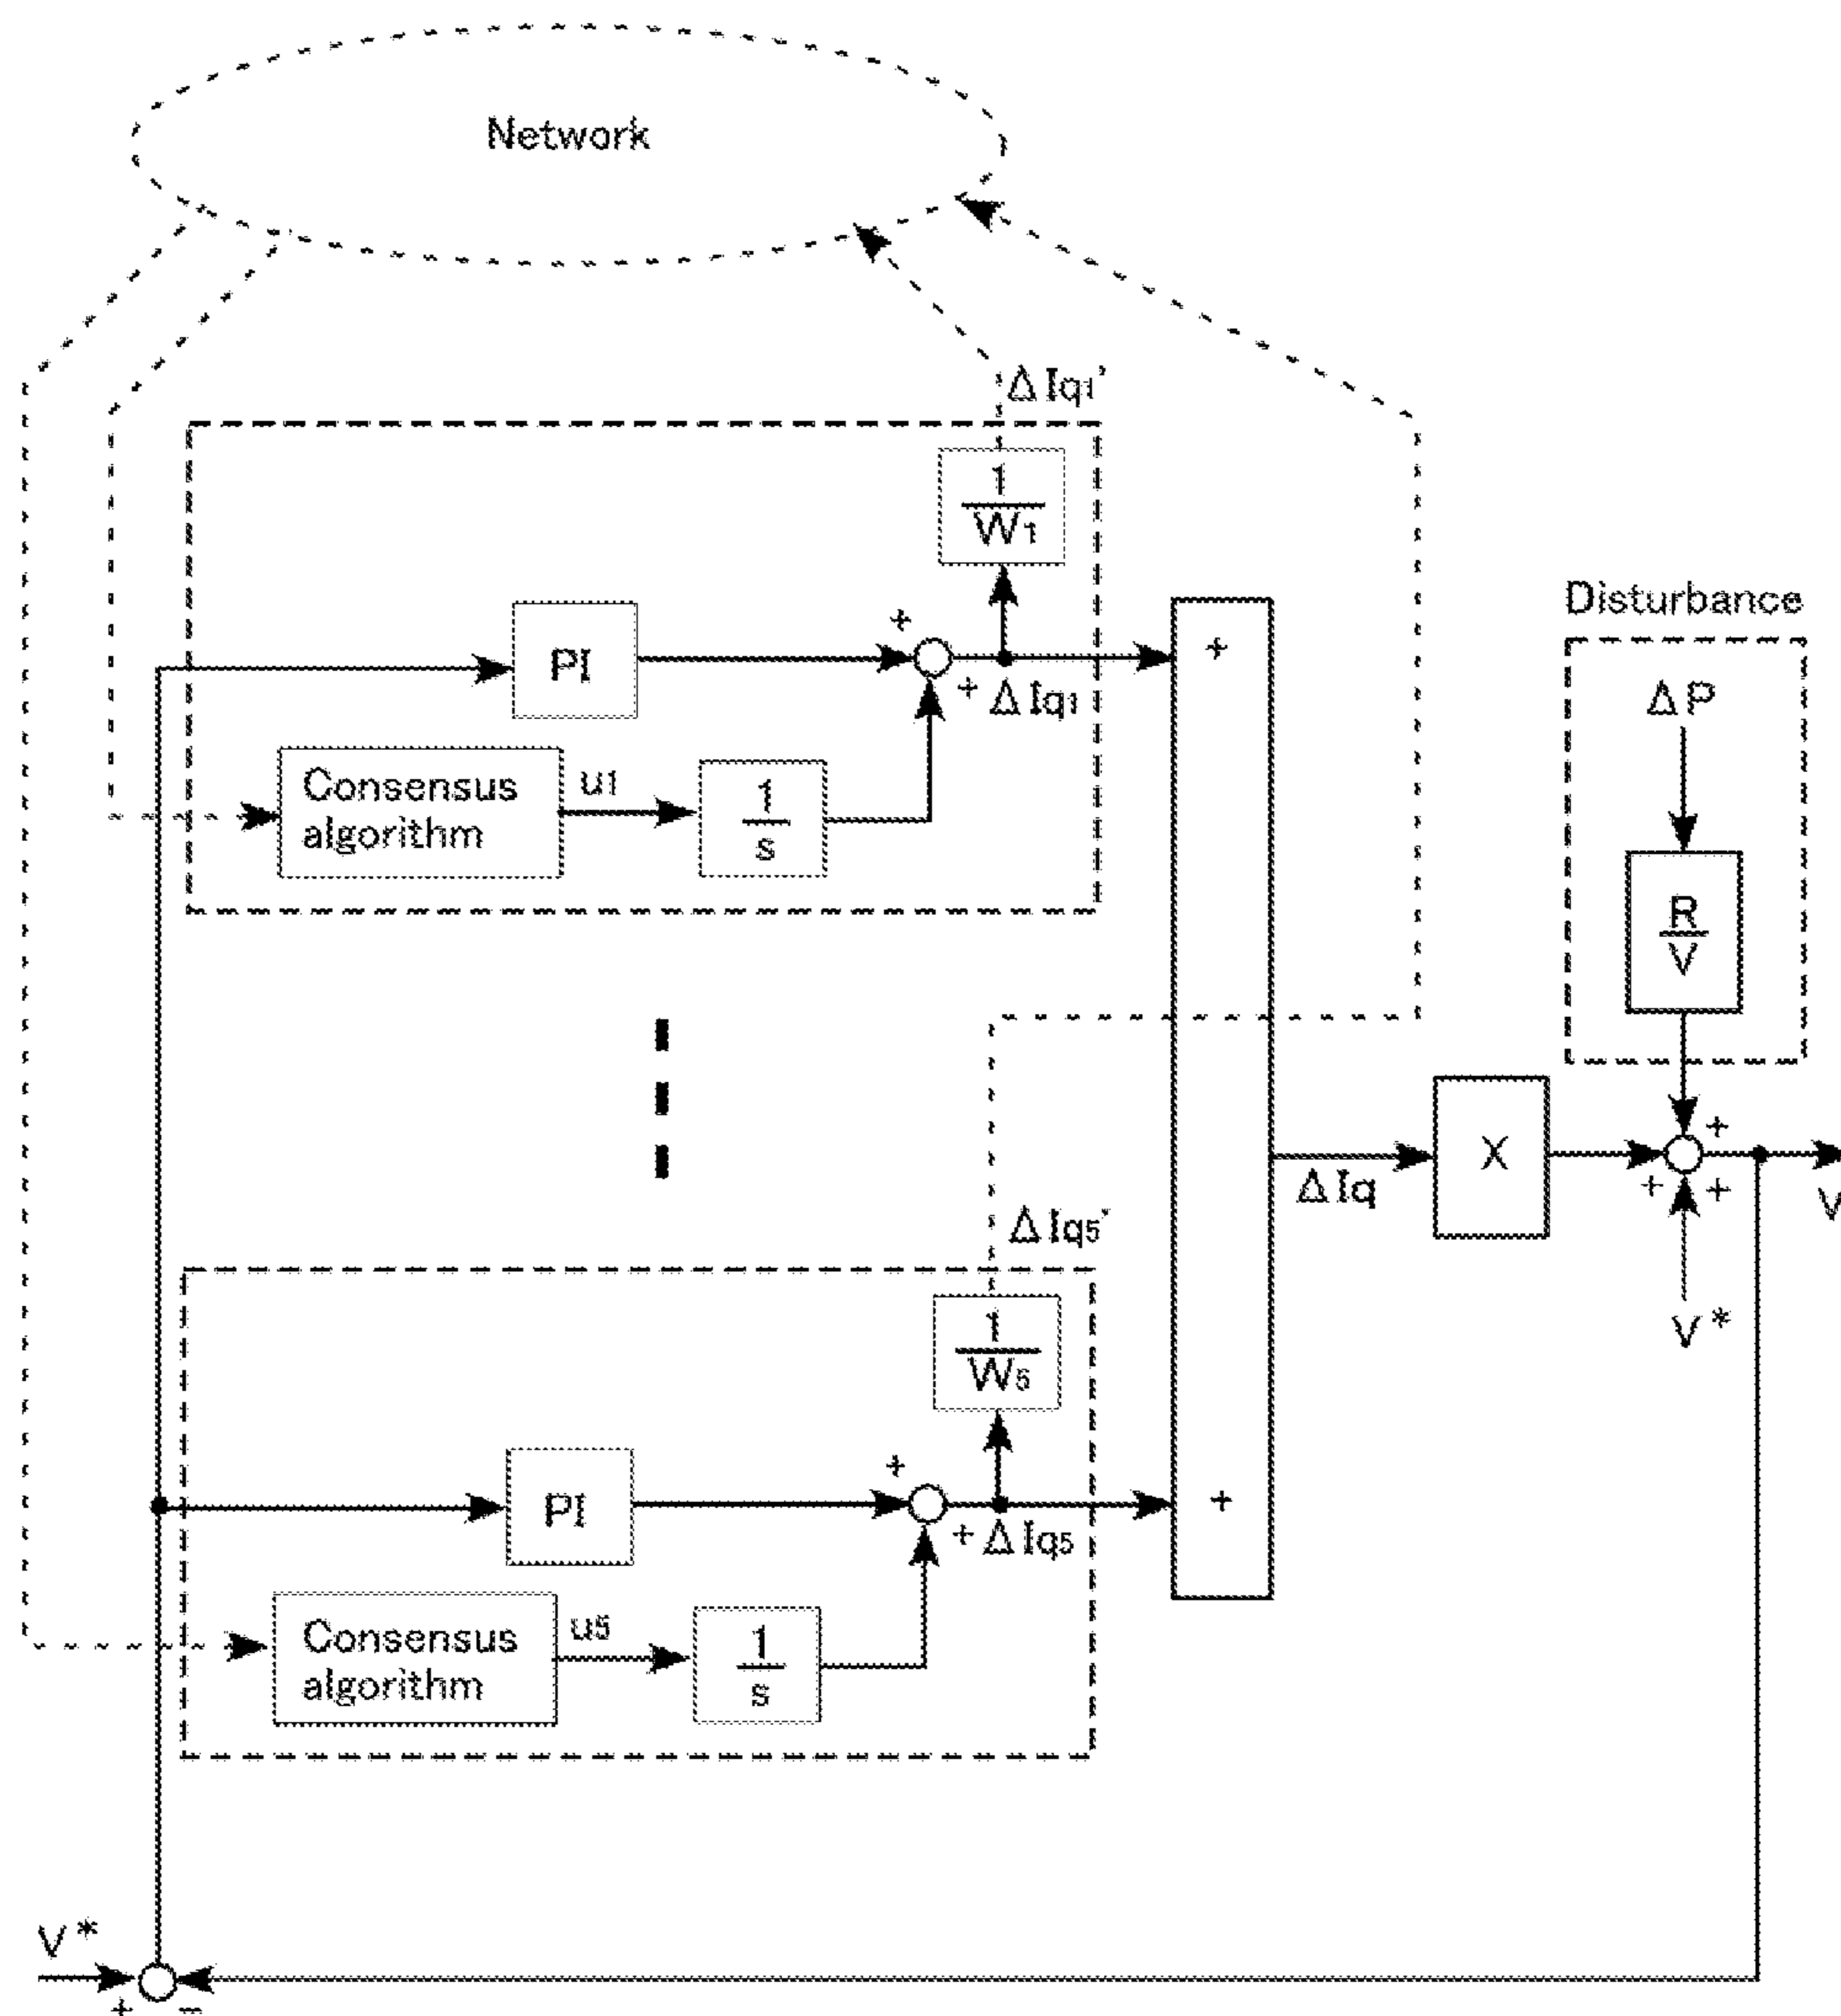 Network
ΔIq1'
1
W1
Disturbance
+
PI
+
ΔP
+ ΔIq1
Consensus
algorithm
u1
1
s
R
V
+
X
ΔIq
+
+
V
ΔIq5'
V*
1
W5
+
PI
+
+ ΔIq5
Consensus
algorithm
u5
1
s
V*
+
−